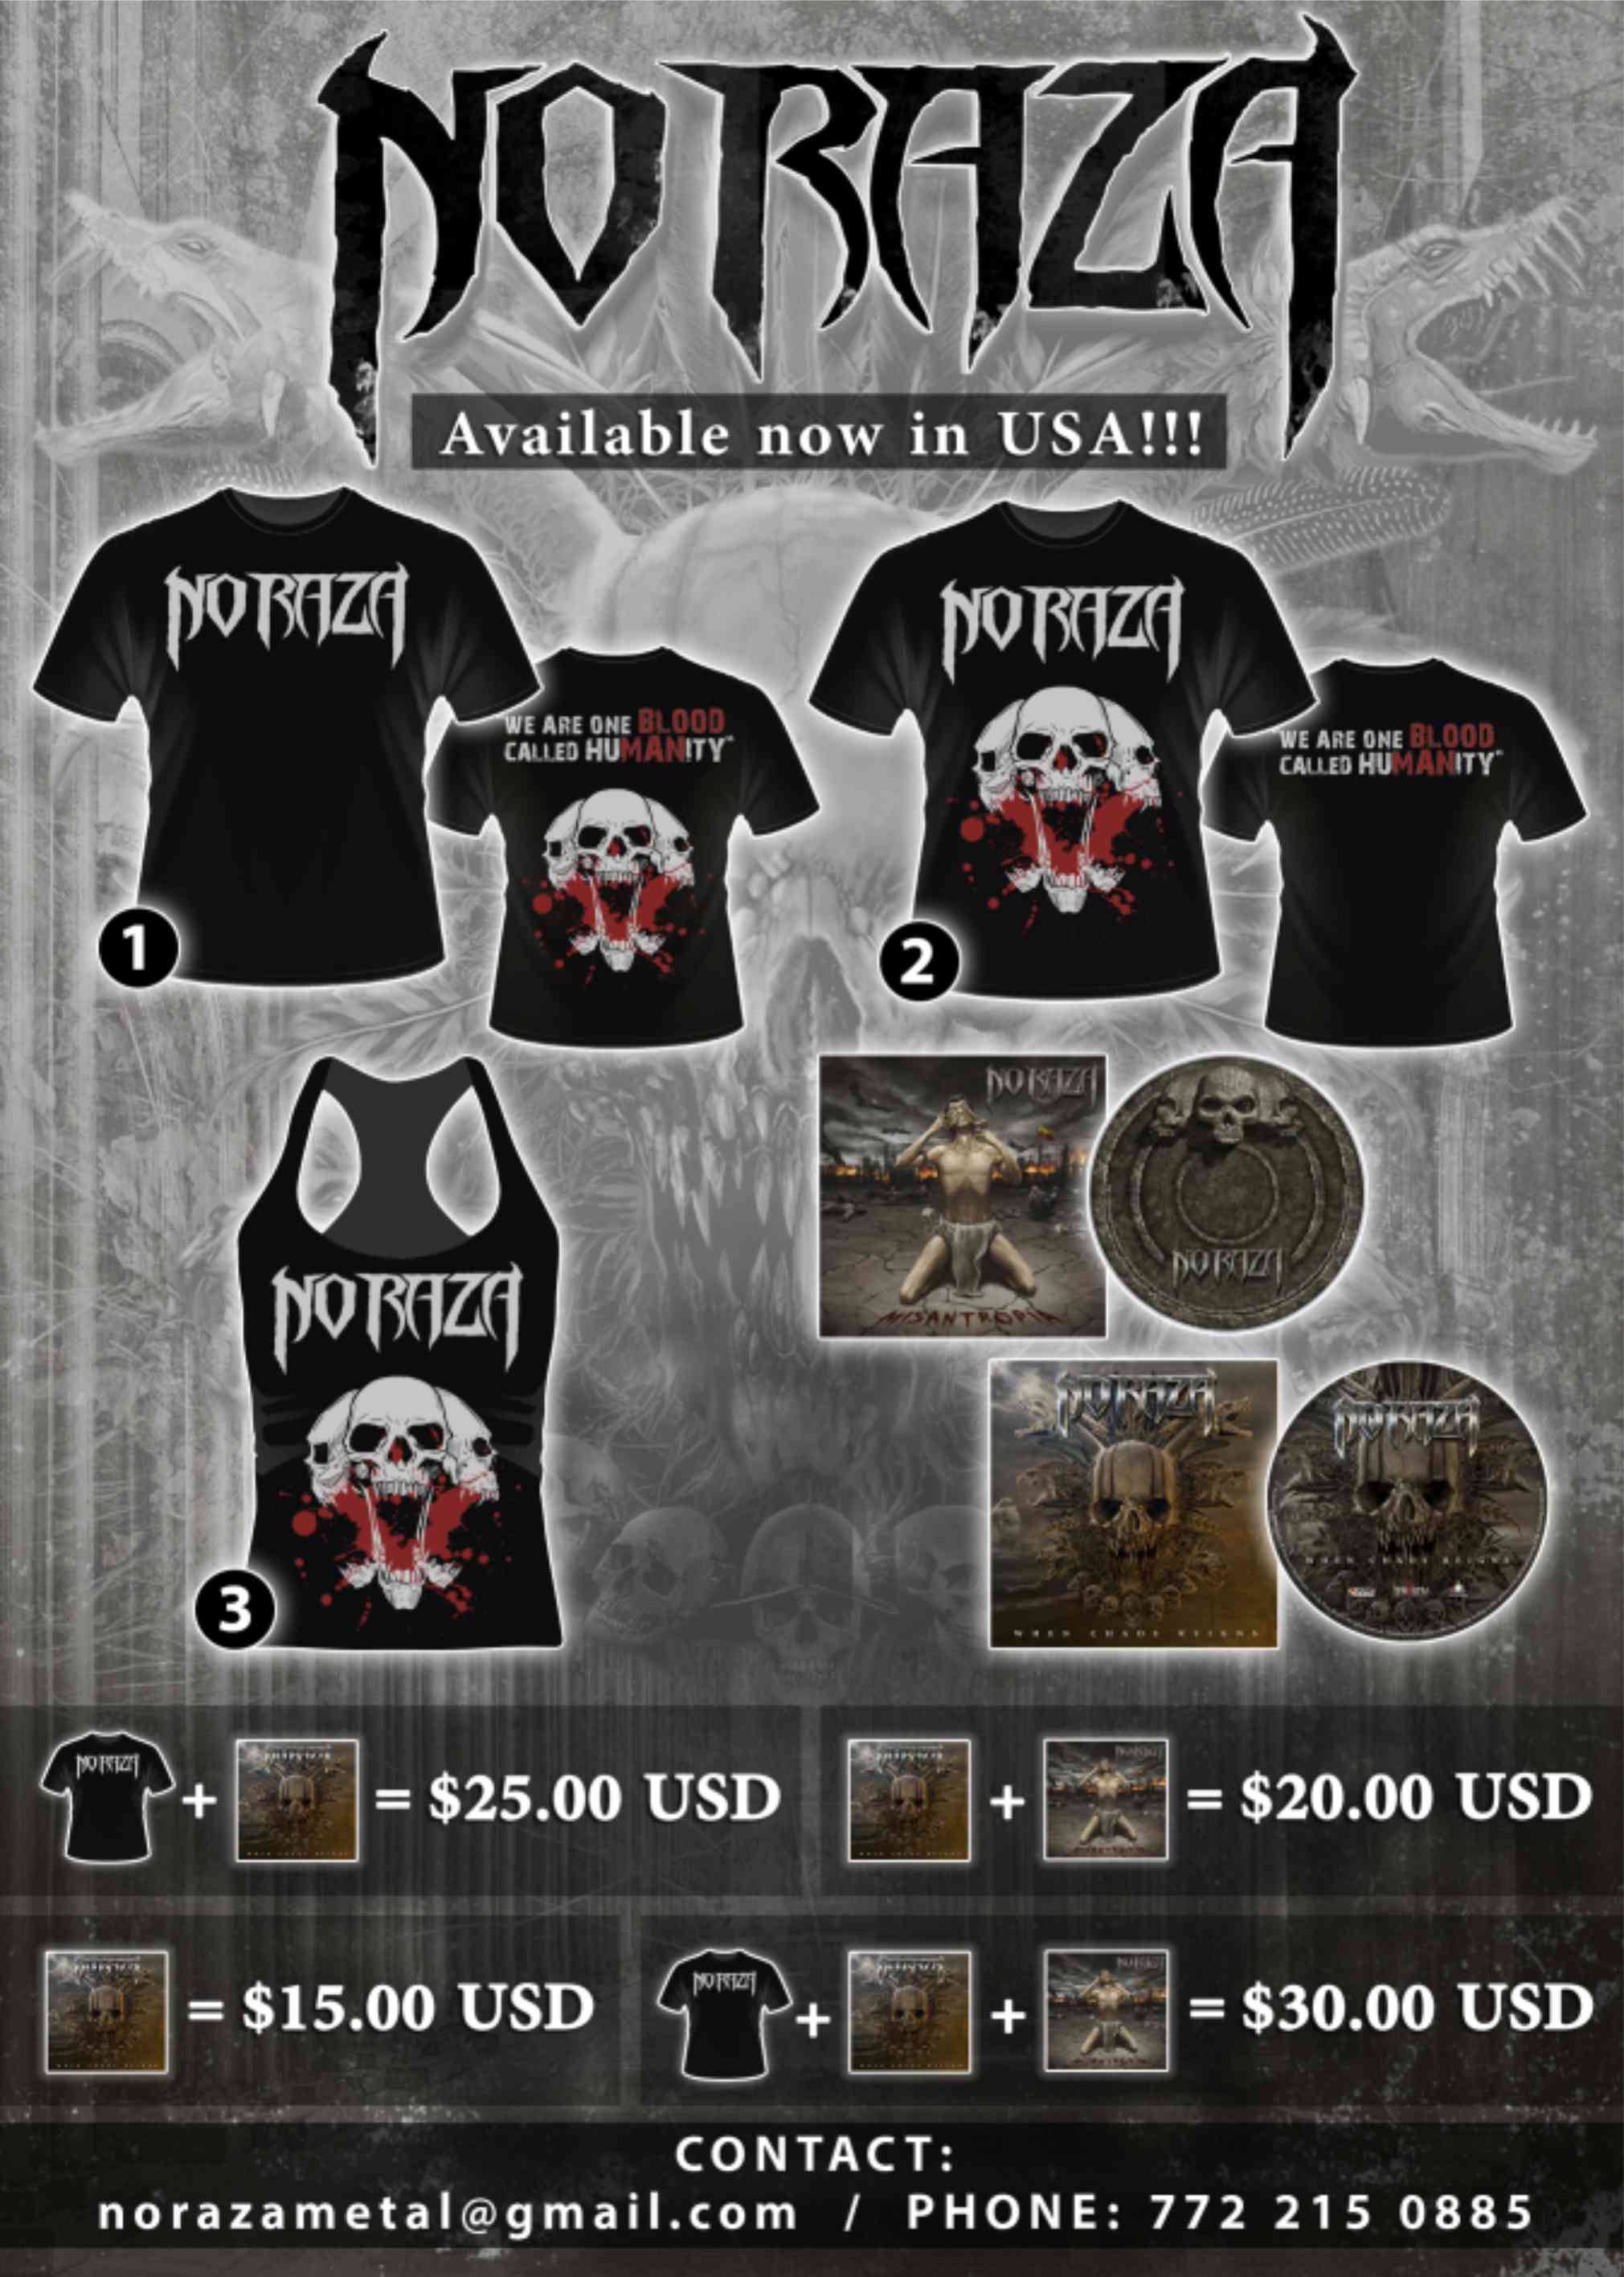 NO RAZA
Available now in USA!!!
NO RAZA
WE ARE ONE BLOOD
CALLED HUMANITY
NO RAZA
WE ARE ONE BLOOD
CALLED HUMANITY
1
2
NO RAZA
3
NO RAZA
MISANTROPIA
NO RAZA
NO RAZA
WHEN CHAOS REIGNS
NO RAZA
WHEN CHAOS REIGNS
NO RAZA
+
= $25.00 USD
+
= $20.00 USD
= $15.00 USD
NO RAZA
+
+
= $30.00 USD
CONTACT:
norazametal@gmail.com / PHONE: 772 215 0885